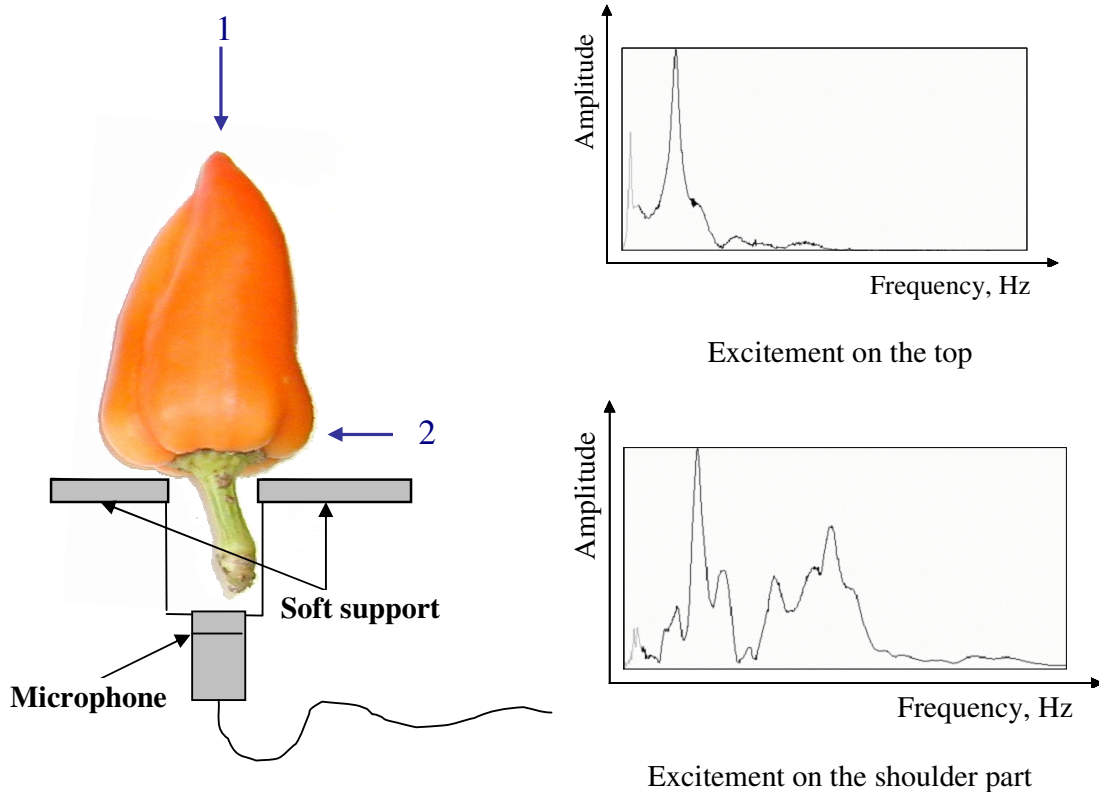 1
2
Soft support
Microphone
Amplitude
Frequency, Hz
Excitement on the top
Amplitude
Frequency, Hz
Excitement on the shoulder part